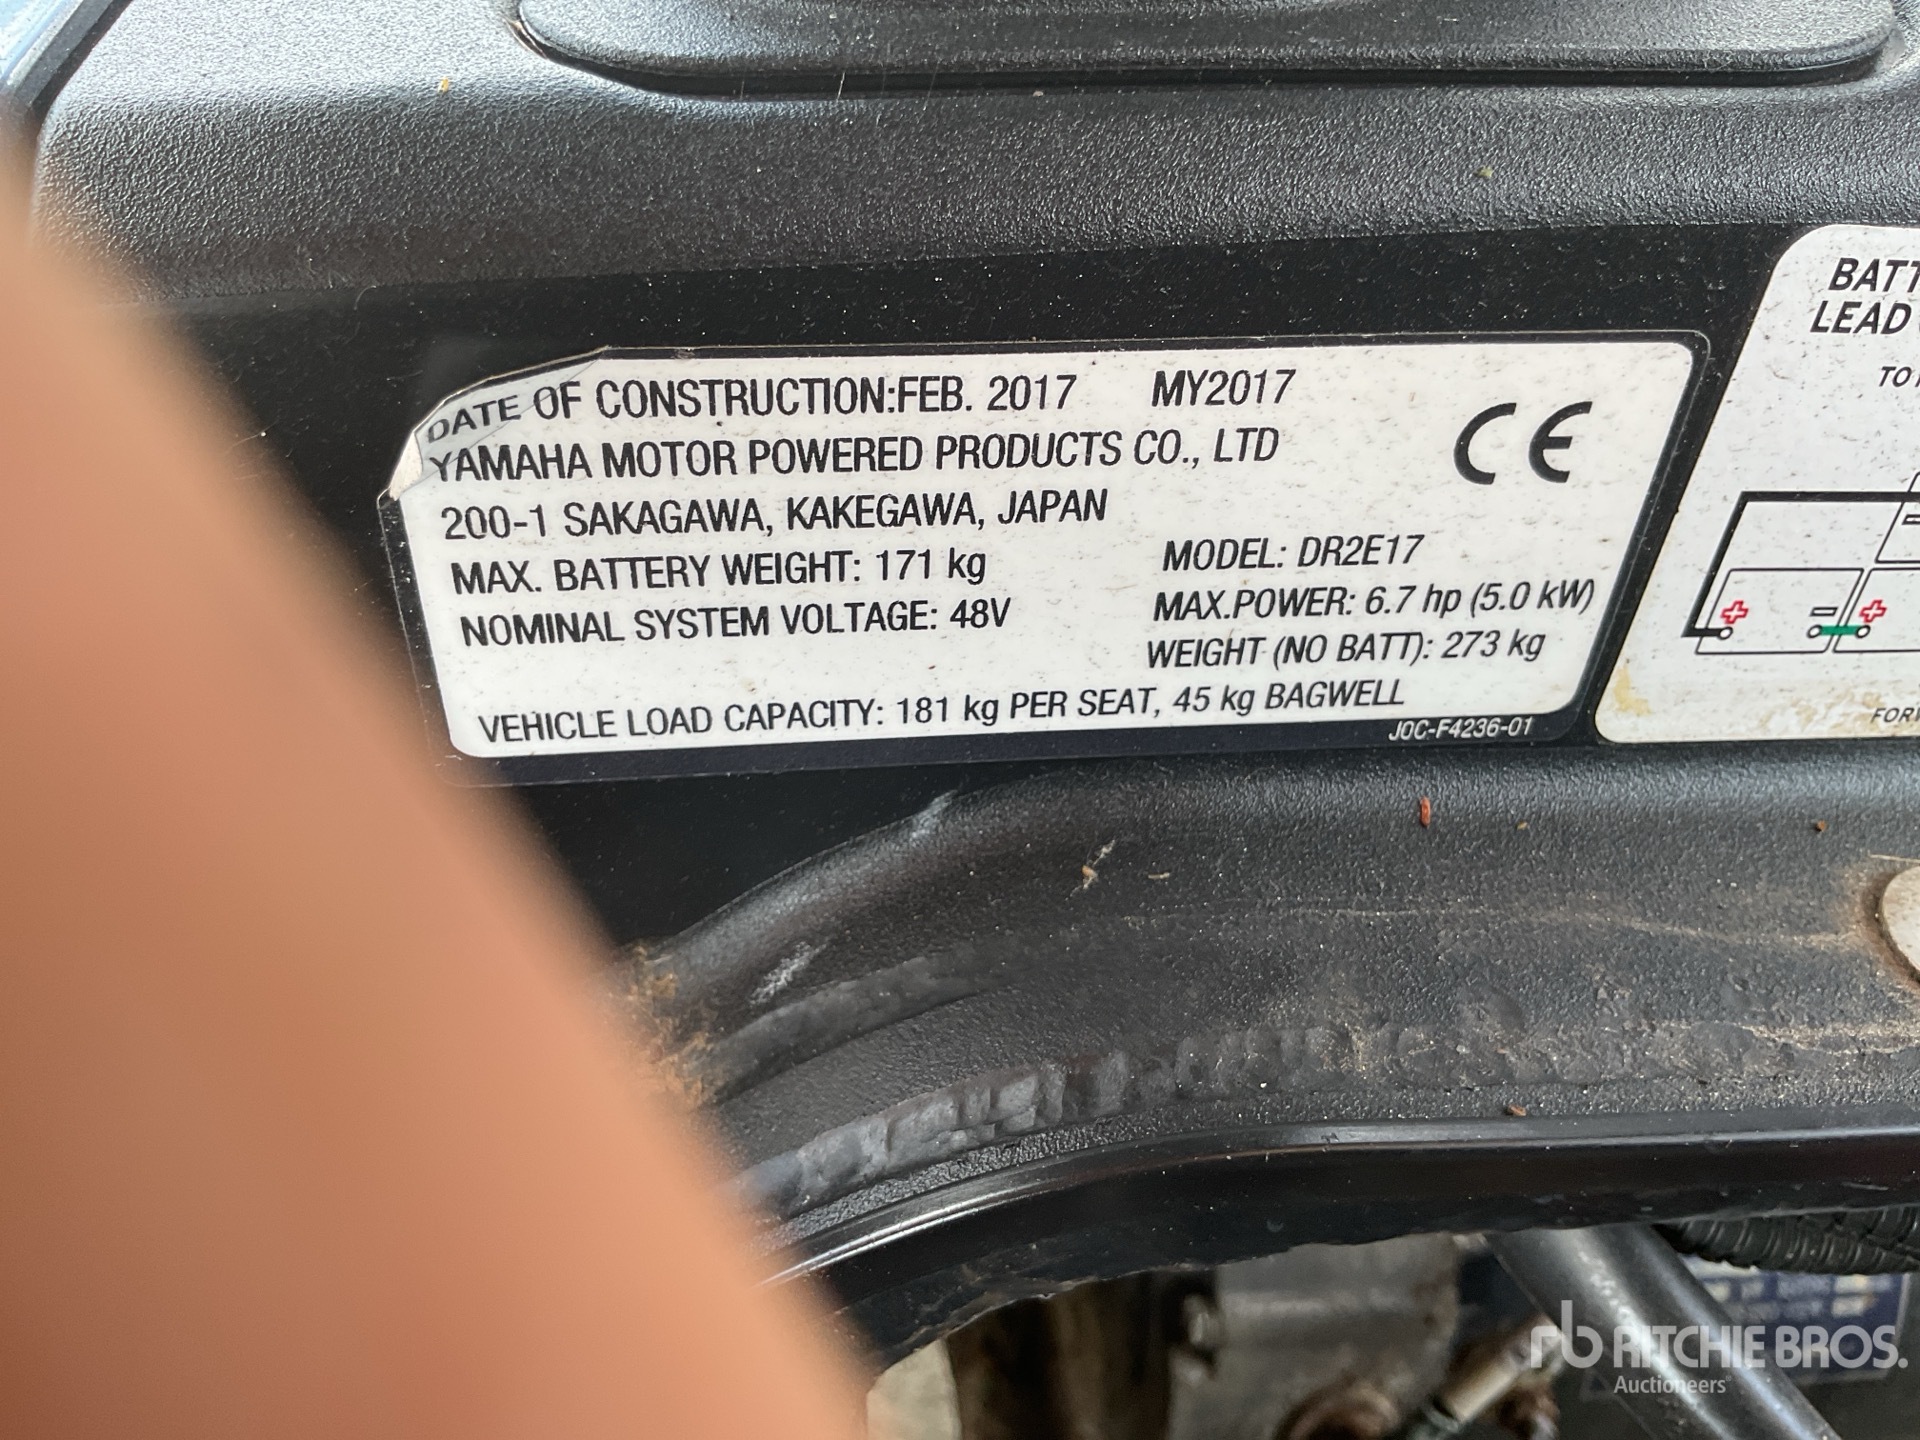 DATE OF CONSTRUCTION:FEB. 2017 MY2017
YAMAHA MOTOR POWERED PRODUCTS CO., LTD
200-1 SAKAGAWA, KAKEGAWA, JAPAN
MAX. BATTERY WEIGHT: 171 kg
NOMINAL SYSTEM VOLTAGE: 48V
CE
MODEL: DR2E17
MAX.POWER: 6.7 hp (5.0 kW)
WEIGHT (NO BATT): 273 kg
VEHICLE LOAD CAPACITY: 181 kg PER SEAT, 45 kg BAGWELL
J0C-F4236-01
BATT
LEAD
TO
FOR
rb RITCHIE BROS.
Auctioneers